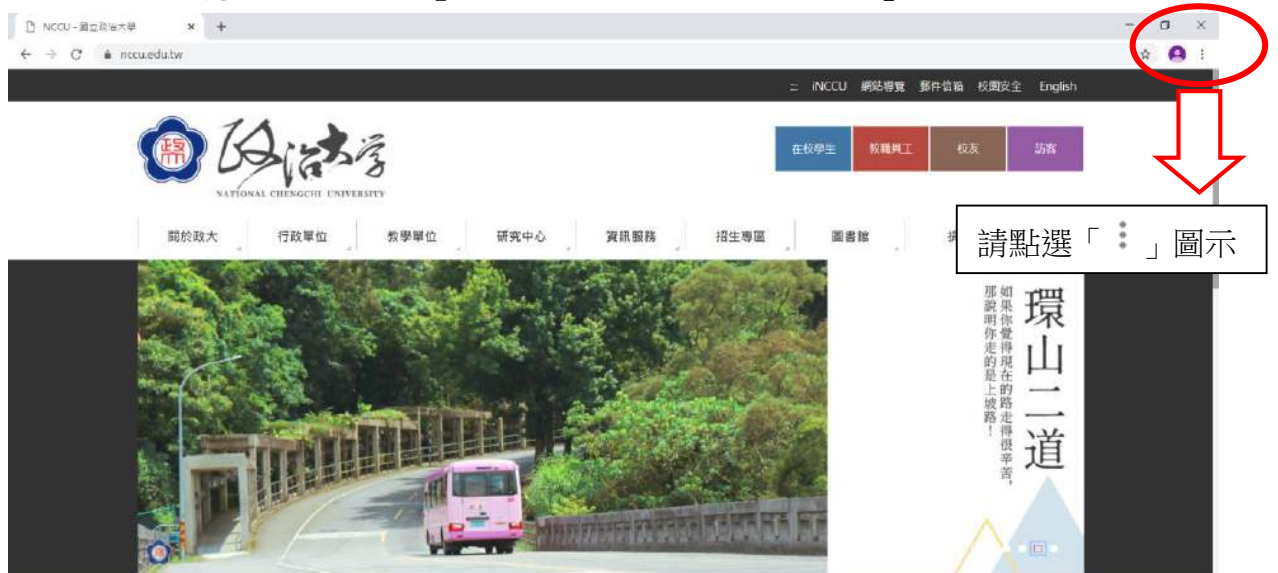 NCCU - 國立政治大學
nccu.edu.tw
iNCCU 網站導覽 郵件信箱 校園安全 English
政治大学
NATIONAL CHENGCHI UNIVERSITY
在校學生 教職員工 校友 訪客
關於政大 行政單位 教學單位 研究中心 資訊服務 招生專區 圖書館
請點選「⋮」圖示
環山二道
如果你覺得現在的路走得很辛苦，
那說明你走的是上坡路！